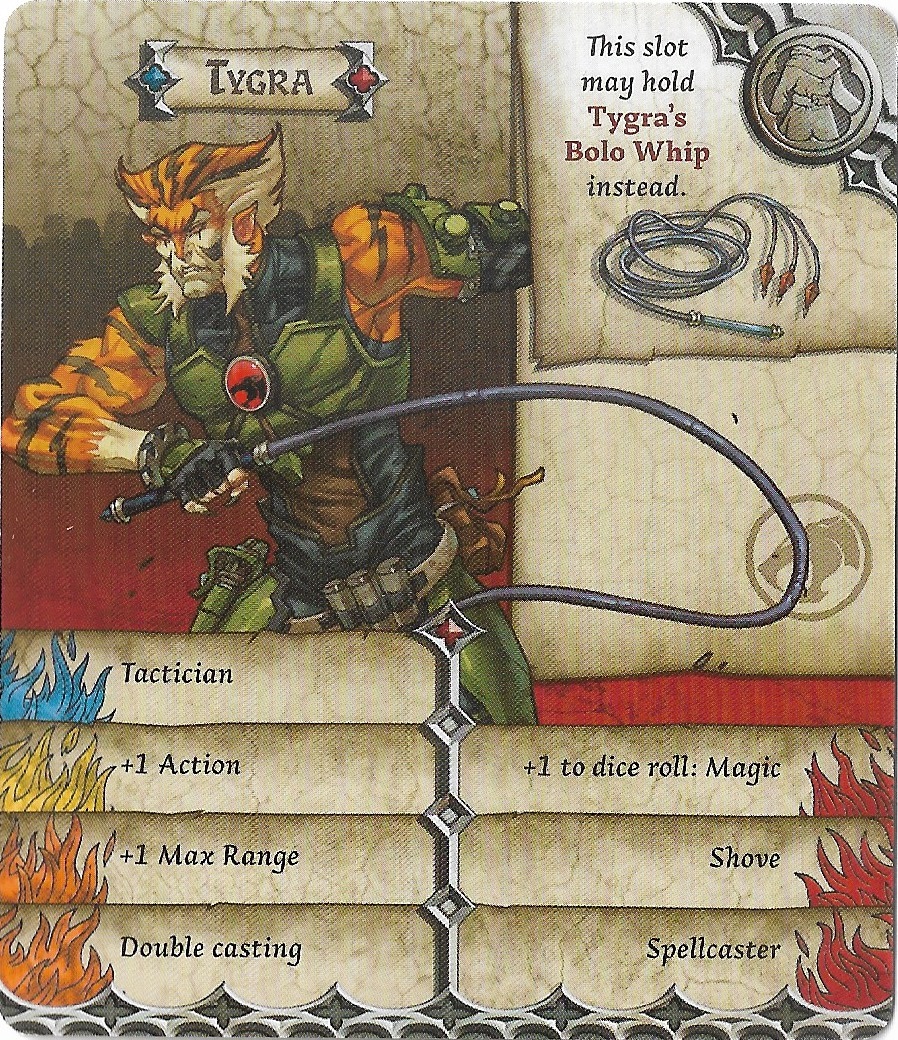 Tygra
This slot
may hold
Tygra's
Bolo Whip
instead.
Tactician
+1 Action
+1 Max Range
Double casting
+1 to dice roll: Magic
Shove
Spellcaster